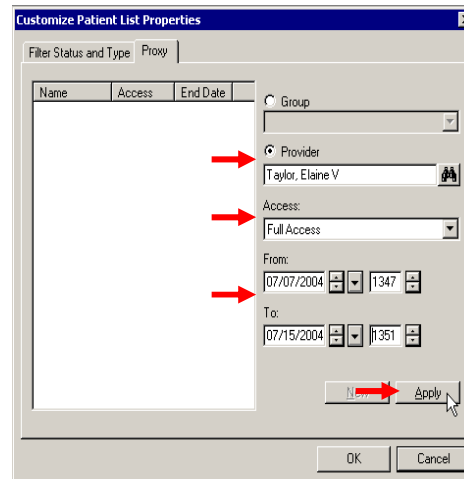 Customize Patient List Properties
Filter Status and Type Proxy
Name Access End Date
Group
Provider
Taylor, Elaine V
Access:
Full Access
From:
07/07/2004 1347
To:
07/15/2004 1351
Apply
OK Cancel